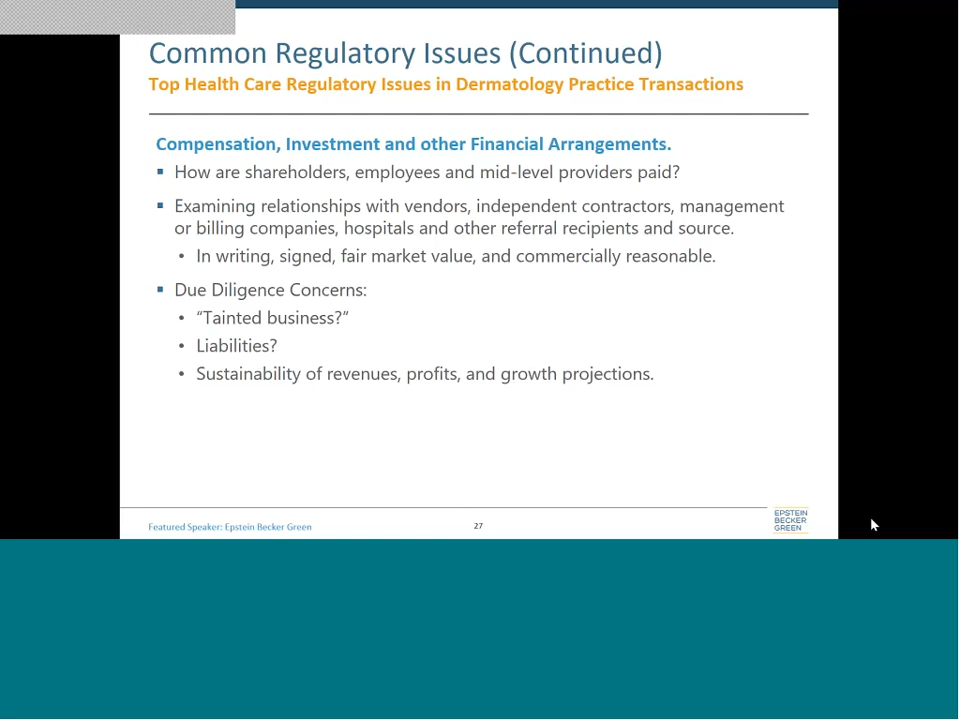 Common Regulatory Issues (Continued)
Top Health Care Regulatory Issues in Dermatology Practice Transactions
Compensation, Investment and other Financial Arrangements.
▪ How are shareholders, employees and mid-level providers paid?
▪ Examining relationships with vendors, independent contractors, management
or billing companies, hospitals and other referral recipients and source.
• In writing, signed, fair market value, and commercially reasonable.
▪ Due Diligence Concerns:
• “Tainted business?“
• Liabilities?
• Sustainability of revenues, profits, and growth projections.
Featured Speaker: Epstein Becker Green
27
EPSTEIN
BECKER
GREEN